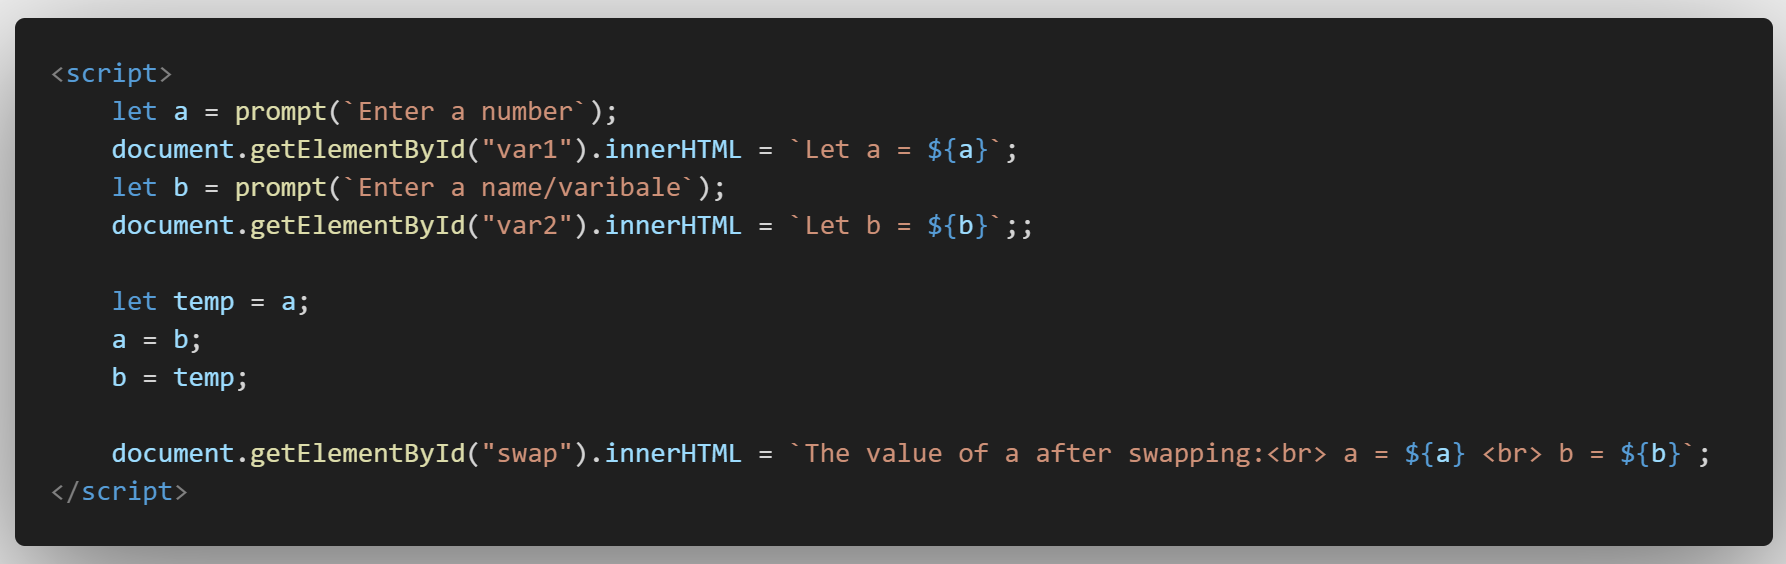 <script>
    let a = prompt(`Enter a number`);
    document.getElementById("var1").innerHTML = `Let a = ${a}`;
    let b = prompt(`Enter a name/varibale`);
    document.getElementById("var2").innerHTML = `Let b = ${b}`;;

    let temp = a;
    a = b;
    b = temp;

    document.getElementById("swap").innerHTML = `The value of a after swapping:<br> a = ${a} <br> b = ${b}`;
</script>